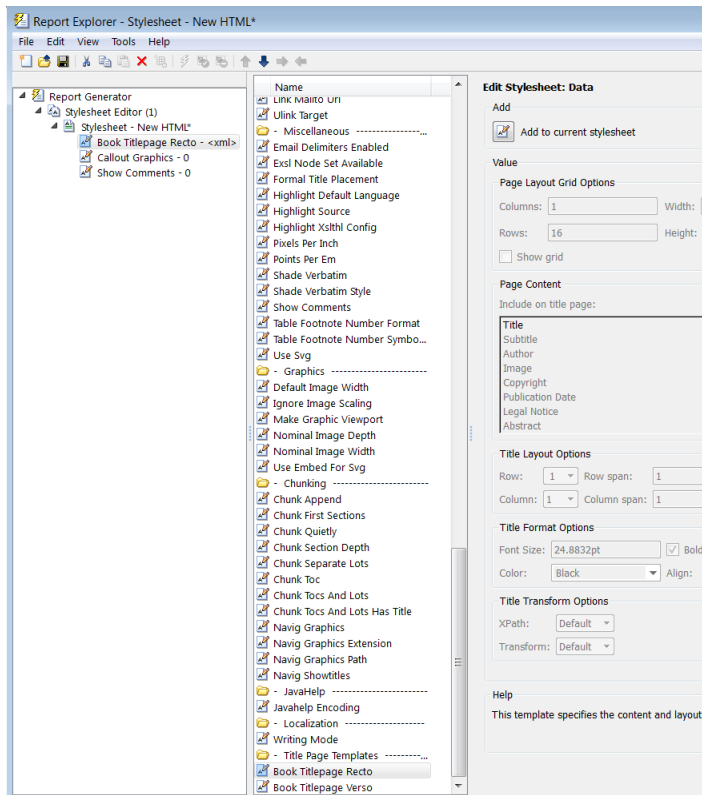 Report Explorer - Stylesheet - New HTML*
File Edit View Tools Help
Report Generator
Stylesheet Editor (1)
Stylesheet - New HTML*
Book Titlepage Recto - <xml>
Callout Graphics - 0
Show Comments - 0
Name
Link Mailto Url
Ulink Target
- Miscellaneous ----------------...
Email Delimiters Enabled
Exsl Node Set Available
Formal Title Placement
Highlight Default Language
Highlight Source
Highlight Xslthl Config
Pixels Per Inch
Points Per Em
Shade Verbatim
Shade Verbatim Style
Show Comments
Table Footnote Number Format
Table Footnote Number Symbo...
Use Svg
- Graphics ------------------------
Default Image Width
Ignore Image Scaling
Make Graphic Viewport
Nominal Image Depth
Nominal Image Width
Use Embed For Svg
- Chunking ------------------------
Chunk Append
Chunk First Sections
Chunk Quietly
Chunk Section Depth
Chunk Separate Lots
Chunk Toc
Chunk Tocs And Lots
Chunk Tocs And Lots Has Title
Navig Graphics
Navig Graphics Extension
Navig Graphics Path
Navig Showtitles
- JavaHelp ------------------------
Javahelp Encoding
- Localization --------------------
Writing Mode
- Title Page Templates ---------...
Book Titlepage Recto
Book Titlepage Verso
Edit Stylesheet: Data
Add
Add to current stylesheet
Value
Page Layout Grid Options
Columns: 1 Width:
Rows: 16 Height:
Show grid
Page Content
Include on title page:
Title
Subtitle
Author
Image
Copyright
Publication Date
Legal Notice
Abstract
Title Layout Options
Row: 1 Row span: 1
Column: 1 Column span: 1
Title Format Options
Font Size: 24.8832pt Bold
Color: Black Align:
Title Transform Options
XPath: Default
Transform: Default
Help
This template specifies the content and layout